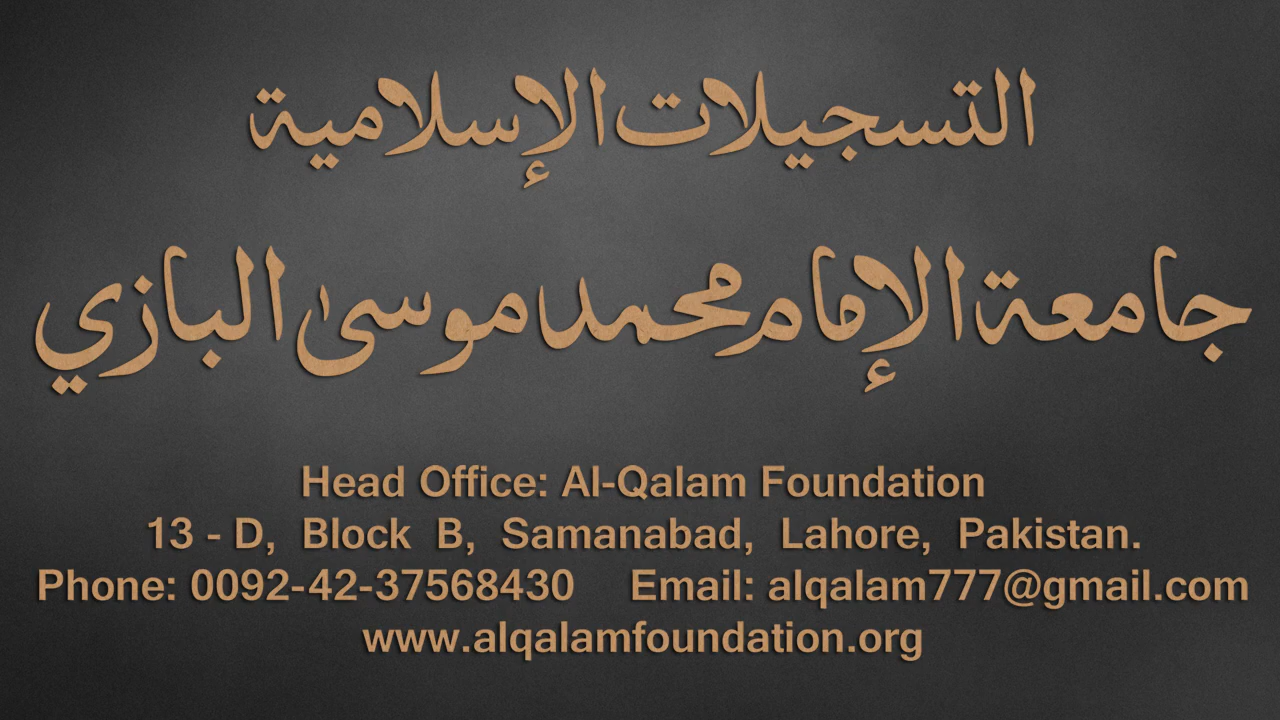 التسجيلات الإسلامية
جامعة الإمام محمد موسىٰ البازي
Head Office: Al-Qalam Foundation
13 - D, Block B, Samanabad, Lahore, Pakistan.
Phone: 0092-42-37568430 Email: alqalam777@gmail.com
www.alqalamfoundation.org